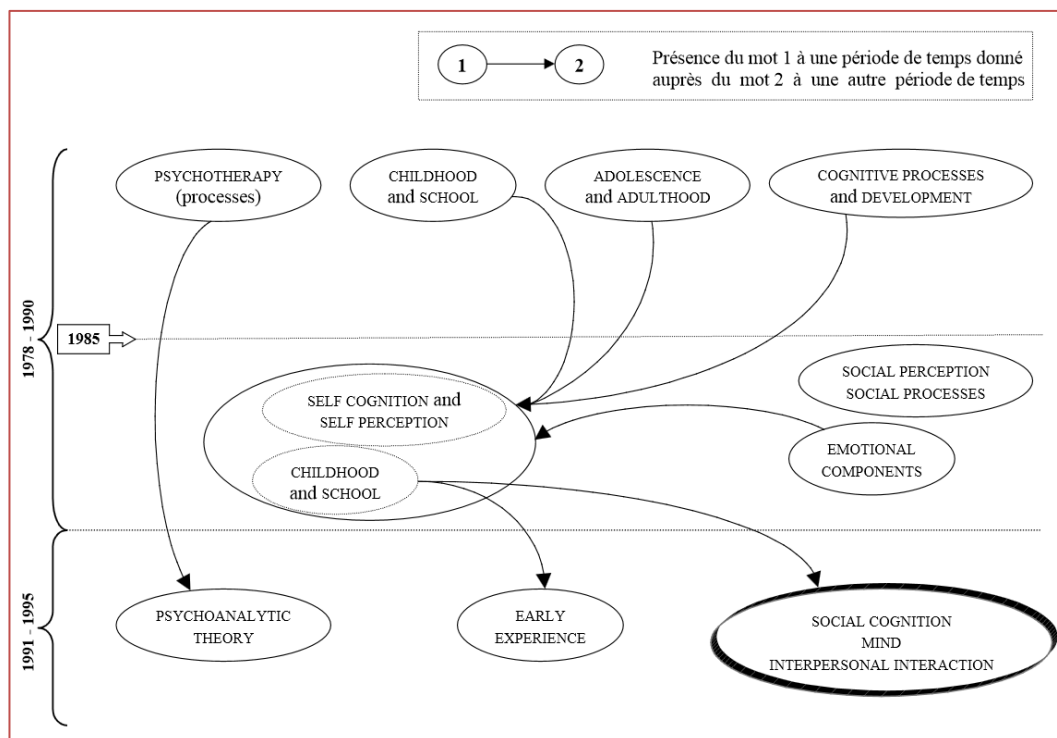 1
2
Présence du mot 1 à une période de temps donné
auprès du mot 2 à une autre période de temps
1978 – 1990
PSYCHOTHERAPY
(processes)
CHILDHOOD
and SCHOOL
ADOLESCENCE
and ADULTHOOD
COGNITIVE PROCESSES
and DEVELOPMENT
1985
SELF COGNITION and
SELF PERCEPTION
SOCIAL PERCEPTION
SOCIAL PROCESSES
EMOTIONAL
COMPONENTS
CHILDHOOD
and SCHOOL
1991 – 1995
PSYCHOANALYTIC
THEORY
EARLY
EXPERIENCE
SOCIAL COGNITION
MIND
INTERPERSONAL INTERACTION